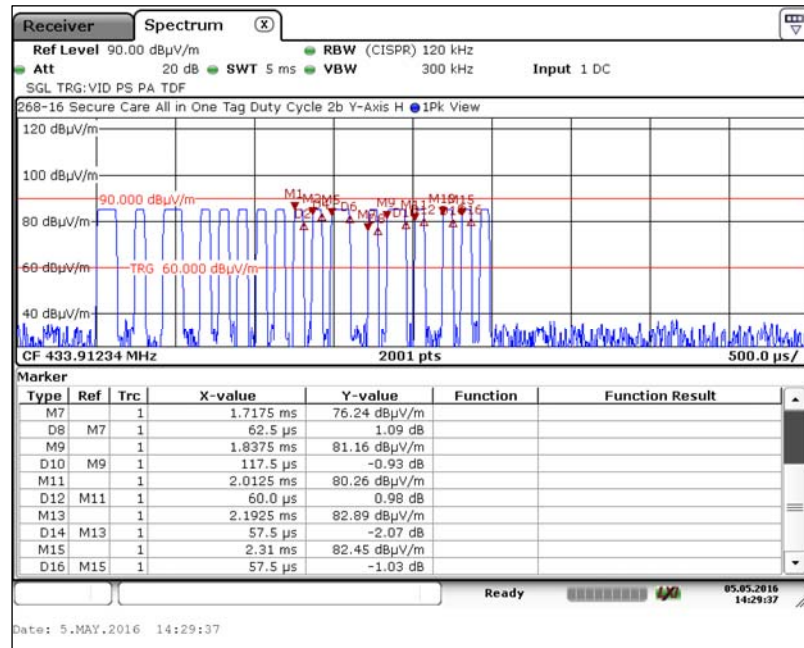 Receiver Spectrum X
Ref Level 90.00 dBµV/m RBW (CISPR) 120 kHz
Att 20 dB SWT 5 ms VBW 300 kHz Input 1 DC
SGL TRG:VID PS PA TDF
268-16 Secure Care All in One Tag Duty Cycle 2b Y-Axis H 1Pk View
120 dBµV/m
100 dBµV/m
90.000 dBµV/m
M1
M9
D6
80 dBµV/m
60 dBµV/m
TRG 60.000 dBµV/m
40 dBµV/m
CF 433.91234 MHz 2001 pts 500.0 µs/
Marker
Type Ref Trc X-value Y-value Function Function Result
M7 1 1.7175 ms 76.24 dBµV/m
D8 M7 1 62.5 µs 1.09 dB
M9 1 1.8375 ms 81.16 dBµV/m
D10 M9 1 117.5 µs -0.93 dB
M11 1 2.0125 ms 80.26 dBµV/m
D12 M11 1 60.0 µs 0.98 dB
M13 1 2.1925 ms 82.89 dBµV/m
D14 M13 1 57.5 µs -2.07 dB
M15 1 2.31 ms 82.45 dBµV/m
D16 M15 1 57.5 µs -1.03 dB
Ready LXI 05.05.2016
14:29:37
Date: 5.MAY.2016 14:29:37